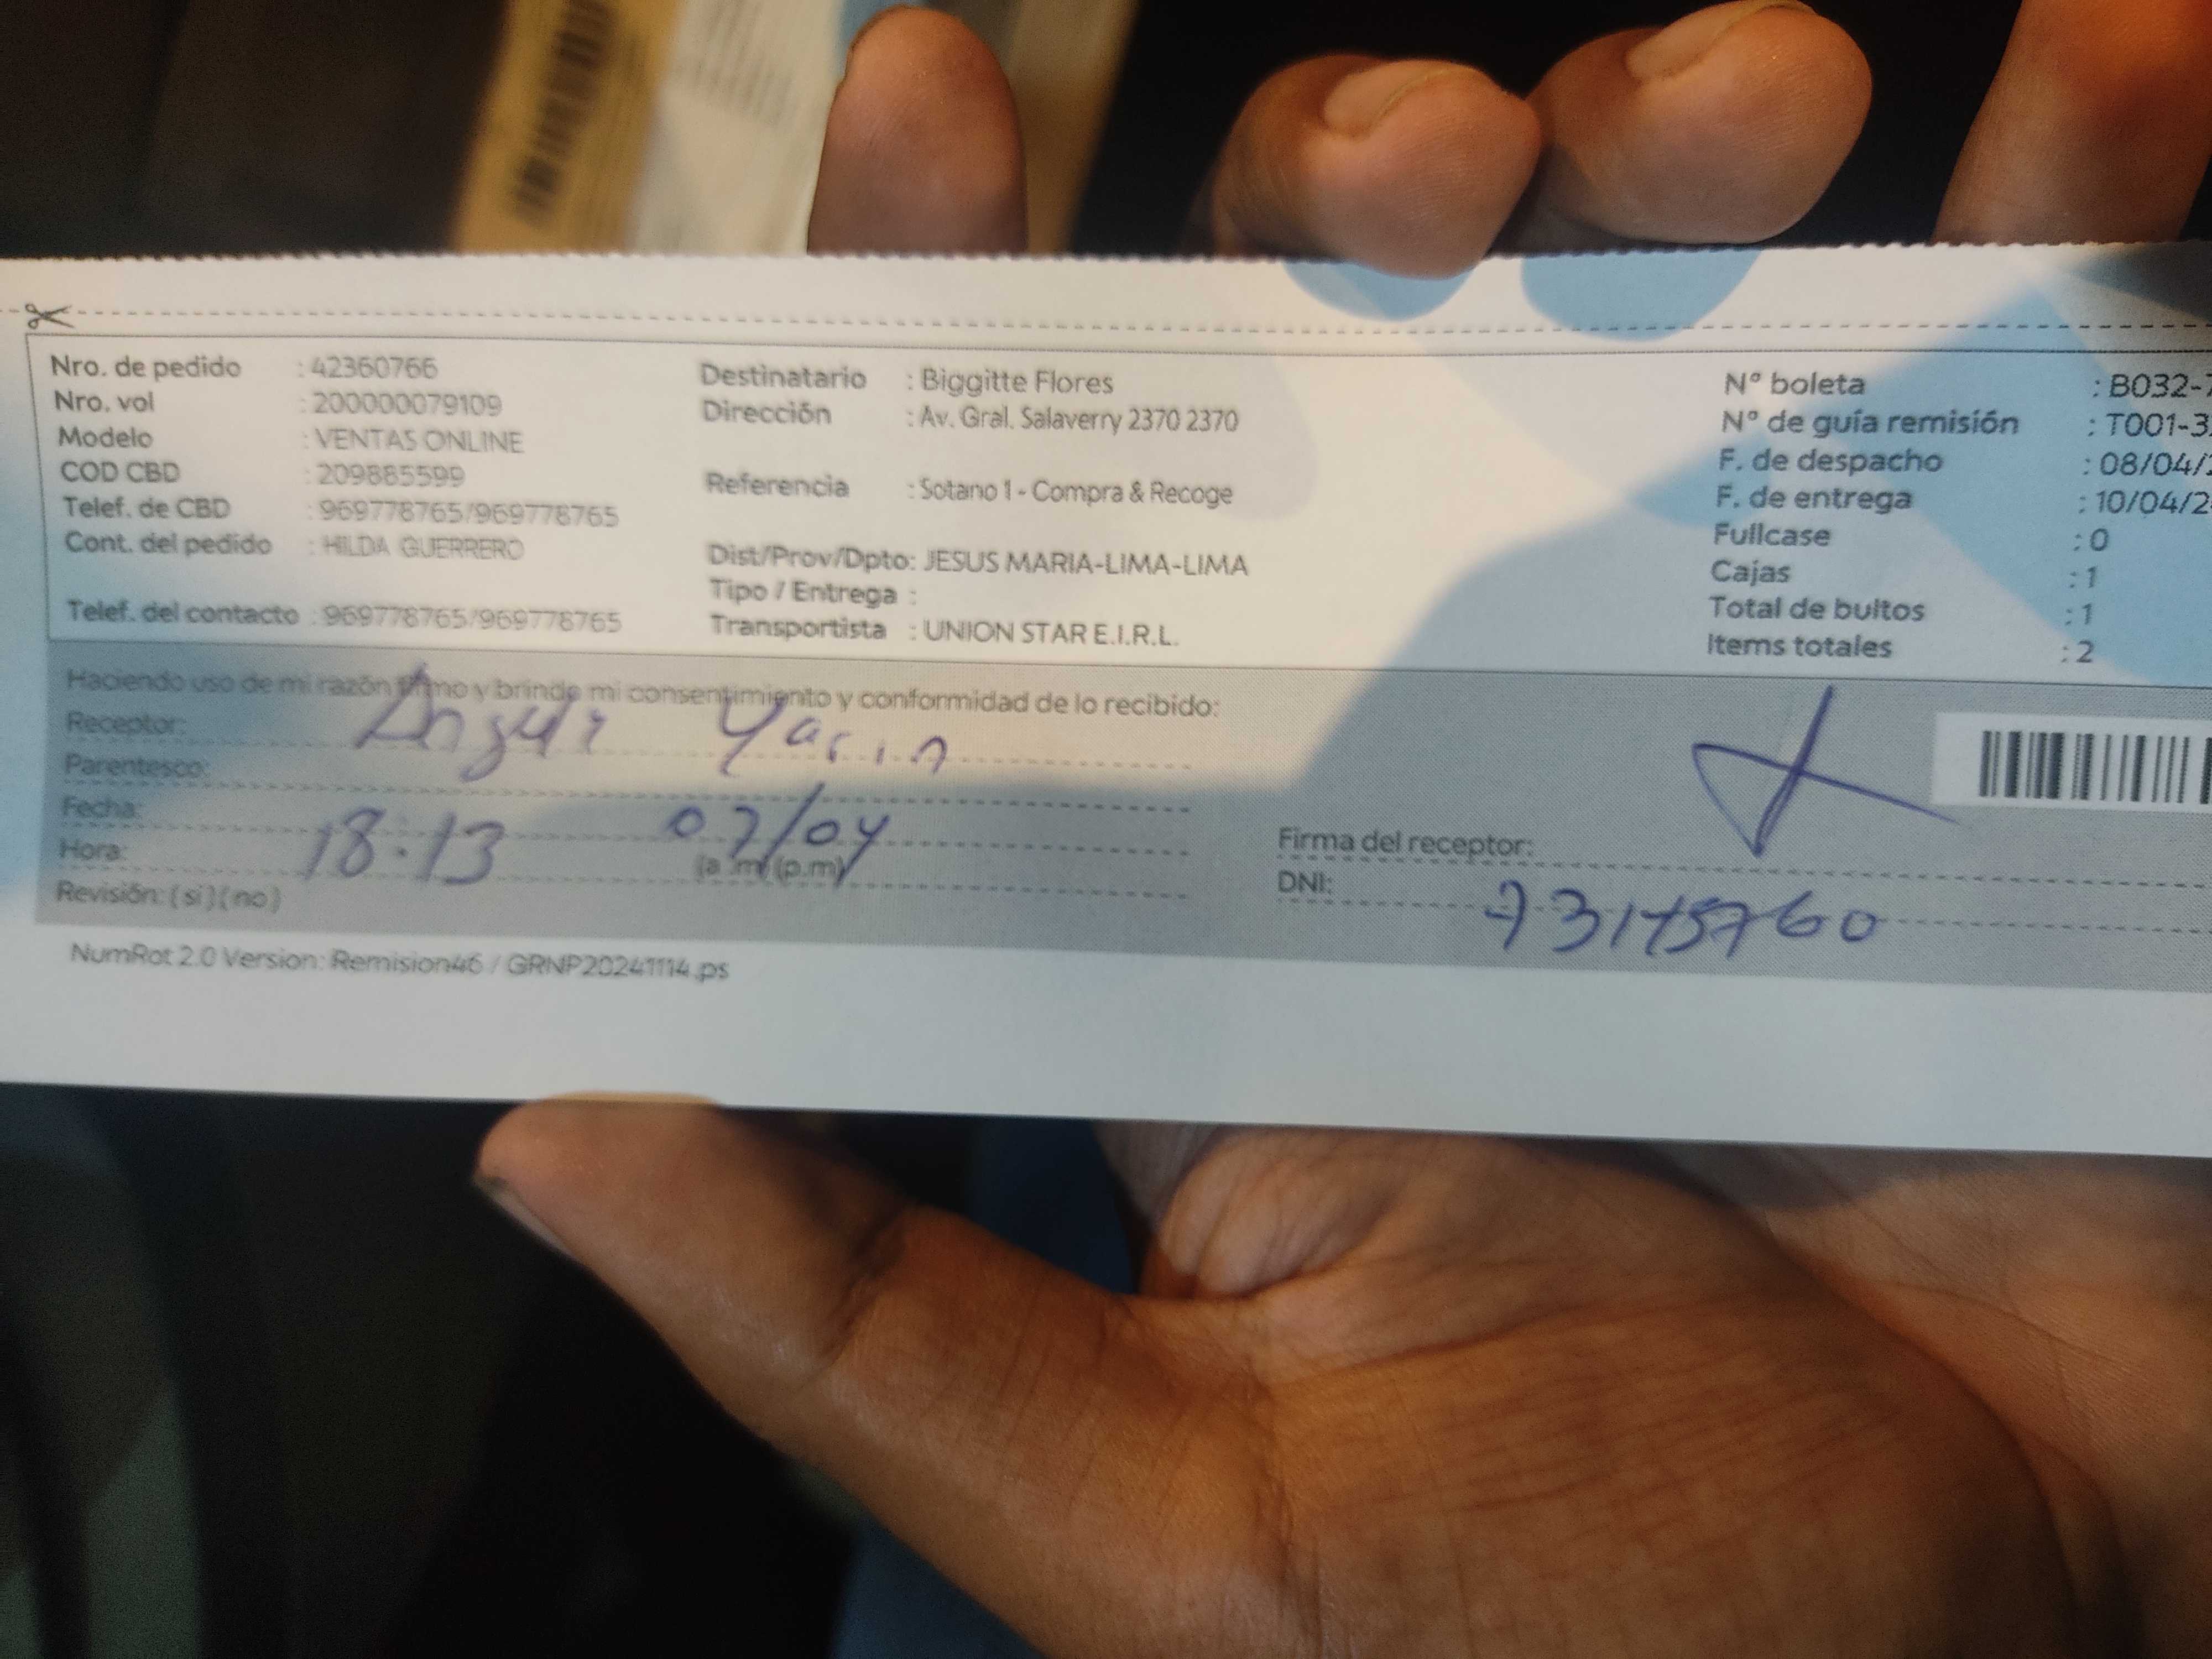 Nro. de pedido : 42360766
Nro. vol : 200000079109
Modelo : VENTAS ONLINE
COD CBD : 209885599
Telef. de CBD : 969778765/969778765
Cont. del pedido : HILDA GUERRERO
Telef. del contacto : 969778765/969778765
Destinatario : Biggitte Flores
Dirección : Av. Gral. Salaverry 2370 2370
Referencia : Sotano 1 - Compra & Recoge
Dist/Prov/Dpto: JESUS MARIA-LIMA-LIMA
Tipo / Entrega :
Transportista : UNION STAR E.I.R.L.
N° boleta : B032-
N° de guía remisión : T001-3
F. de despacho : 08/04/
F. de entrega : 10/04/2
Fullcase : 0
Cajas : 1
Total de bultos : 1
Items totales : 2
Haciendo uso de mi razón firmo y brindo mi consentimiento y conformidad de lo recibido:
Receptor:
Parentesco:
Fecha: 07/04
Hora: 18:13 (a.m) (p.m)
Revisión: (si) (no)
Firma del receptor:
DNI: 73175760
NumRot 2.0 Version: Remision46 / GRNP20241114.ps